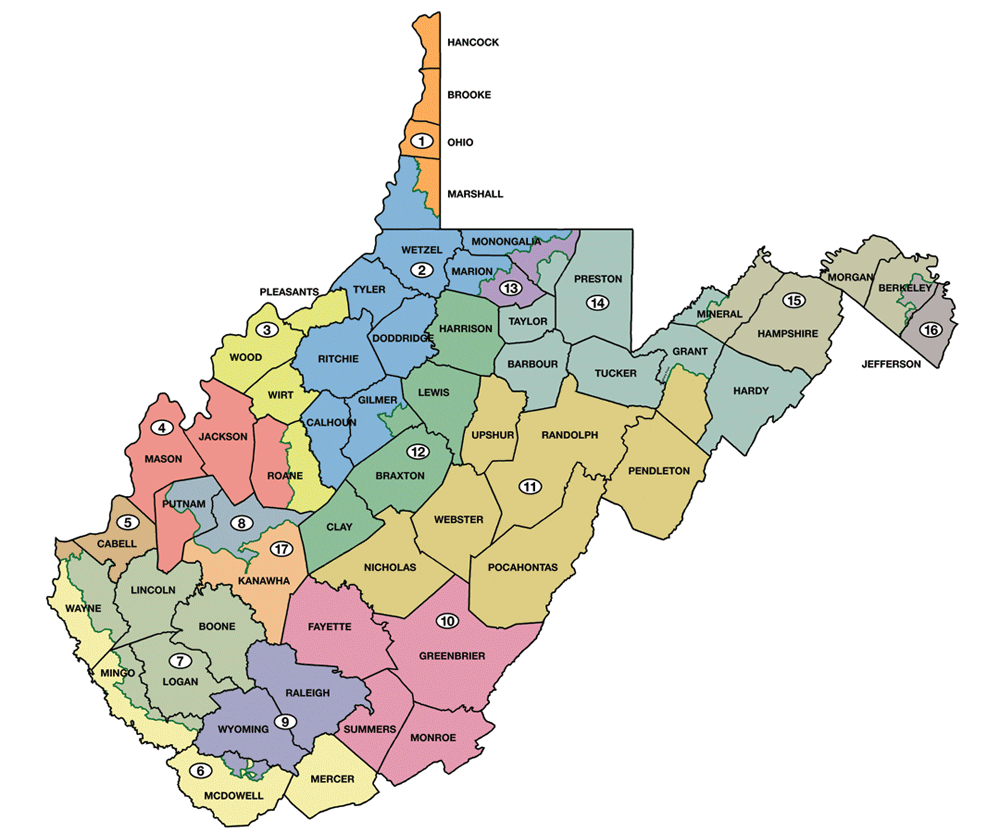 HANCOCK
BROOKE
1
OHIO
MARSHALL
WETZEL
MONONGALIA
2
MARION
TYLER
13
PRESTON
14
PLEASANTS
3
WOOD
RITCHIE
DODDRIDGE
HARRISON
TAYLOR
BARBOUR
TUCKER
GRANT
MINERAL
15
HAMPSHIRE
MORGAN
BERKELEY
16
JEFFERSON
HARDY
WIRT
GILMER
LEWIS
CALHOUN
4
MASON
JACKSON
ROANE
12
BRAXTON
UPSHUR
RANDOLPH
11
PENDLETON
PUTNAM
5
CABELL
8
17
KANAWHA
CLAY
WEBSTER
NICHOLAS
POCAHONTAS
WAYNE
LINCOLN
BOONE
FAYETTE
10
GREENBRIER
MINGO
7
LOGAN
RALEIGH
WYOMING
9
SUMMERS
MONROE
6
MCDOWELL
MERCER